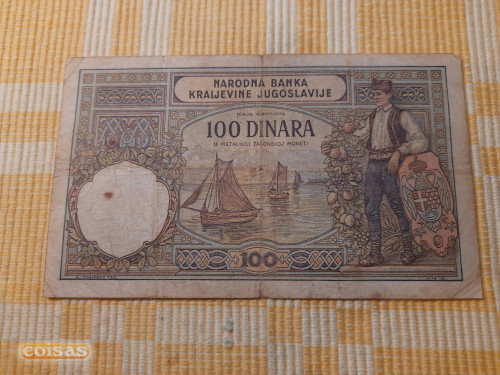 NARODNA BANKA
KRALJEVINE JUGOSLAVIJE
100 DINARA
U METALNOJ ZAKONSKOJ MONETI
100
coisas